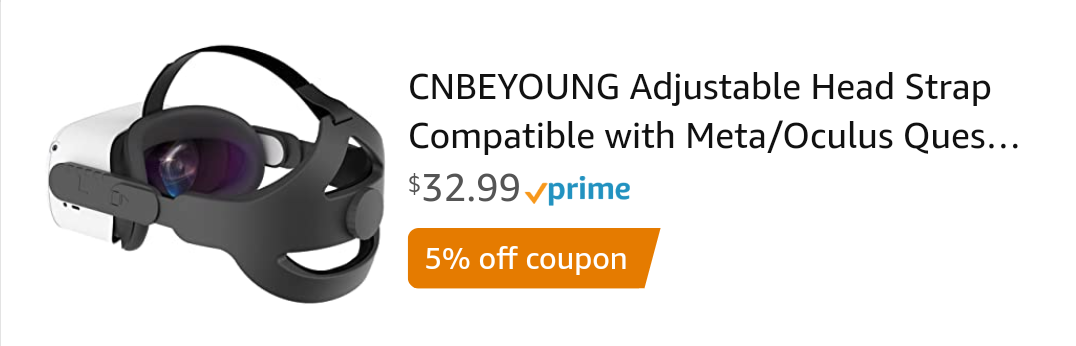 CNBEYOUNG Adjustable Head Strap
Compatible with Meta/Oculus Ques...
$32.99 prime
5% off coupon